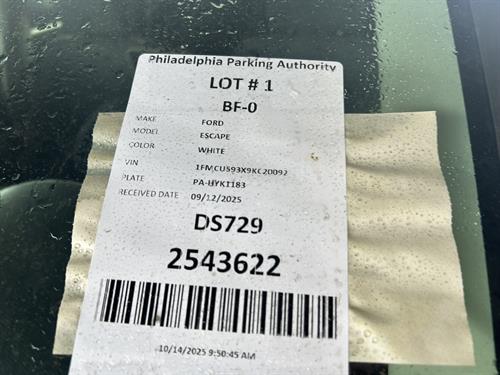 Philadelphia Parking Authority
LOT # 1
BF-0
MAKE FORD
MODEL ESCAPE
COLOR WHITE
VIN 1FMCU593X9KC20092
PLATE PA-HYK1183
RECEIVED DATE 09/12/2025
DS729
2543622
10/14/2025 9:50:45 AM